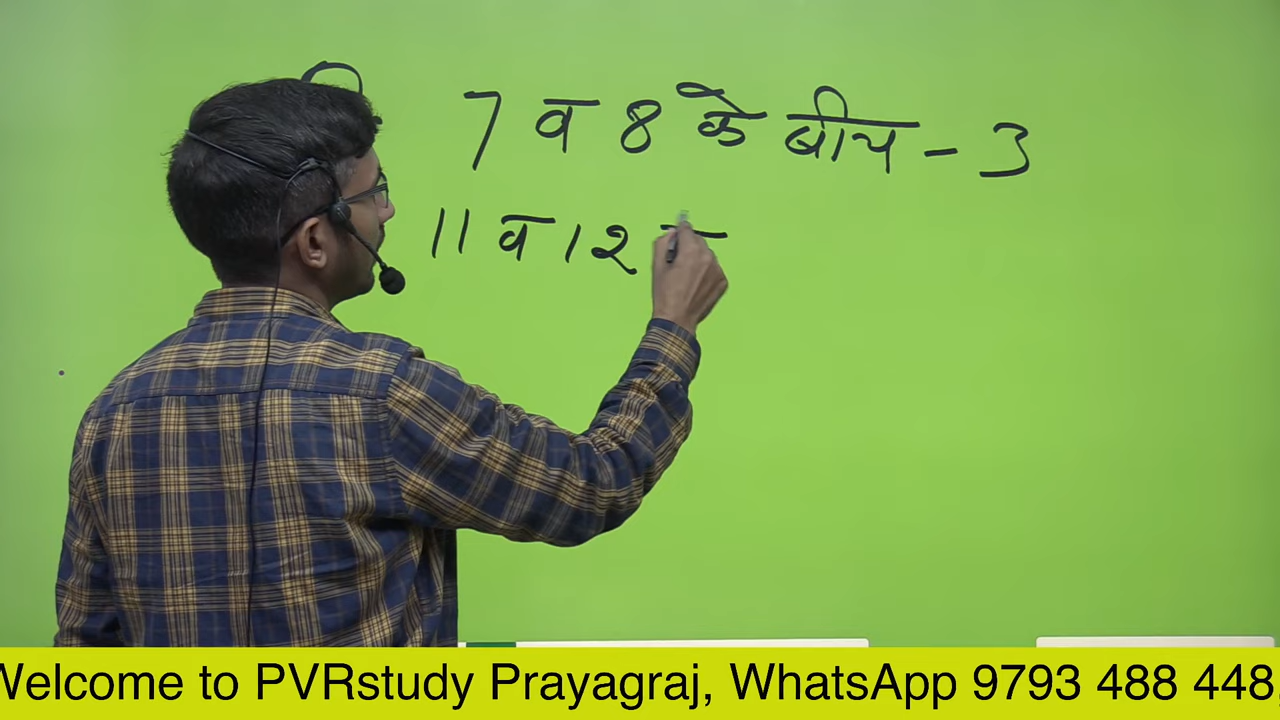 7 व 8 के बीच - 3
11 व 12
Welcome to PVRstudy Prayagraj, WhatsApp 9793 488 448,